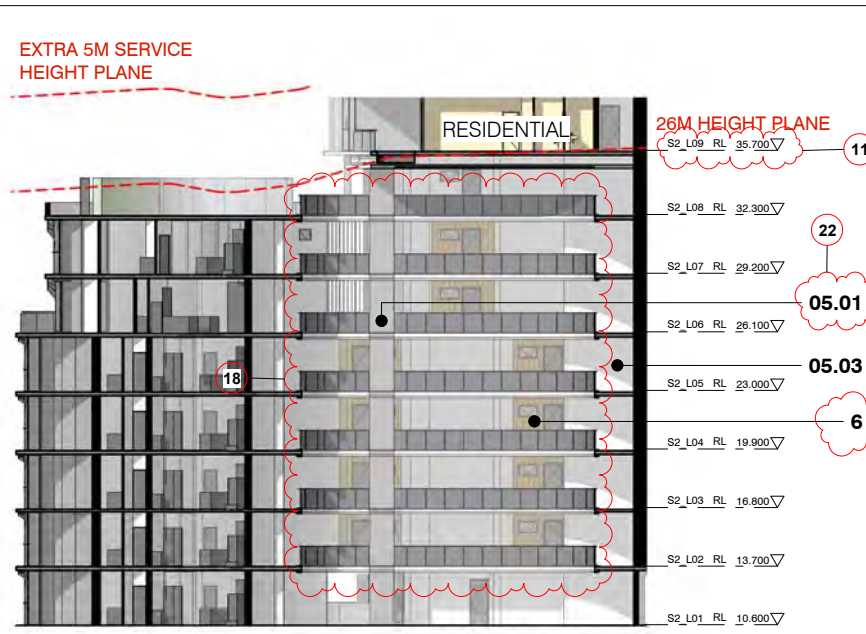 EXTRA 5M SERVICE
HEIGHT PLANE
RESIDENTIAL
26M HEIGHT PLANE
S2_L09 RL 35.700
11
S2_L08 RL 32.300
22
S2_L07 RL 29.200
05.01
S2_L06 RL 26.100
05.03
18
S2_L05 RL 23.000
6
S2_L04 RL 19.900
S2_L03 RL 16.800
S2_L02 RL 13.700
S2_L01 RL 10.600